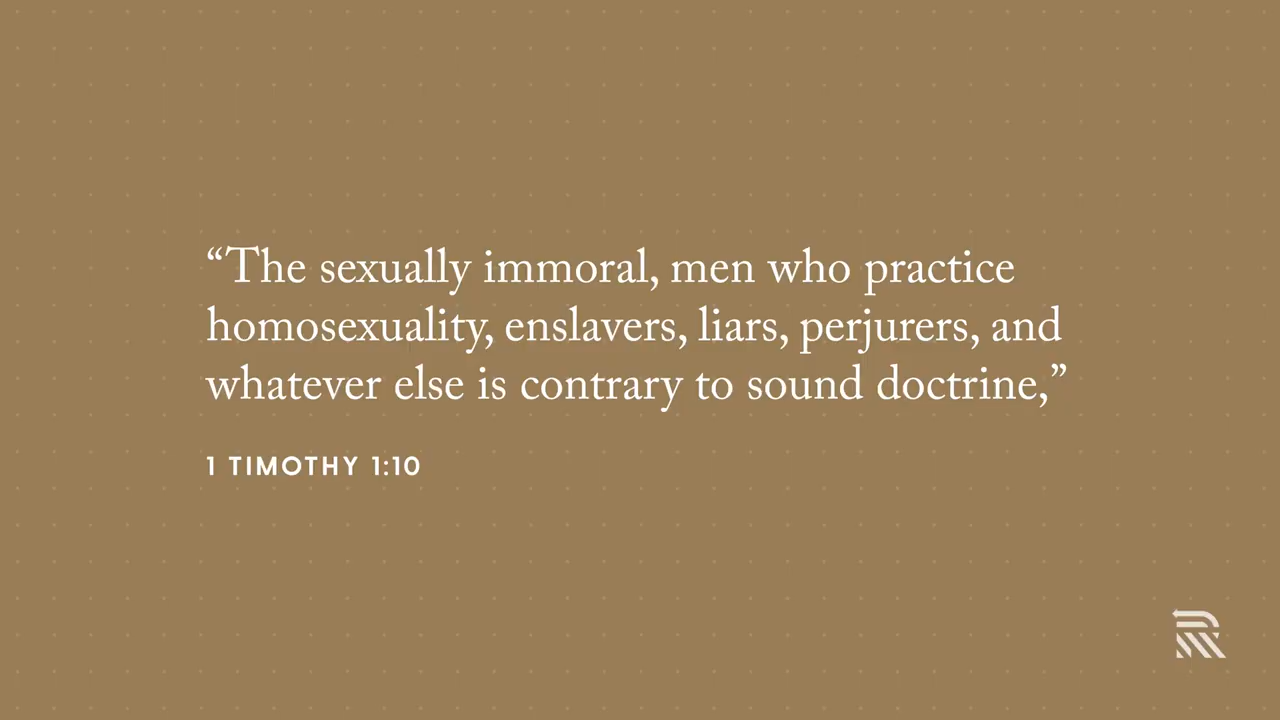 “The sexually immoral, men who practice
homosexuality, enslavers, liars, perjurers, and
whatever else is contrary to sound doctrine,”
1 TIMOTHY 1:10